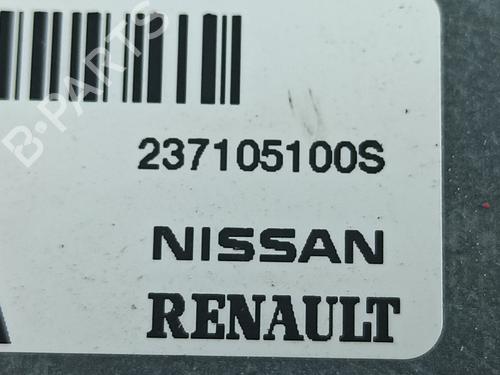 B-PARTS
237105100S
NISSAN
RENAULT